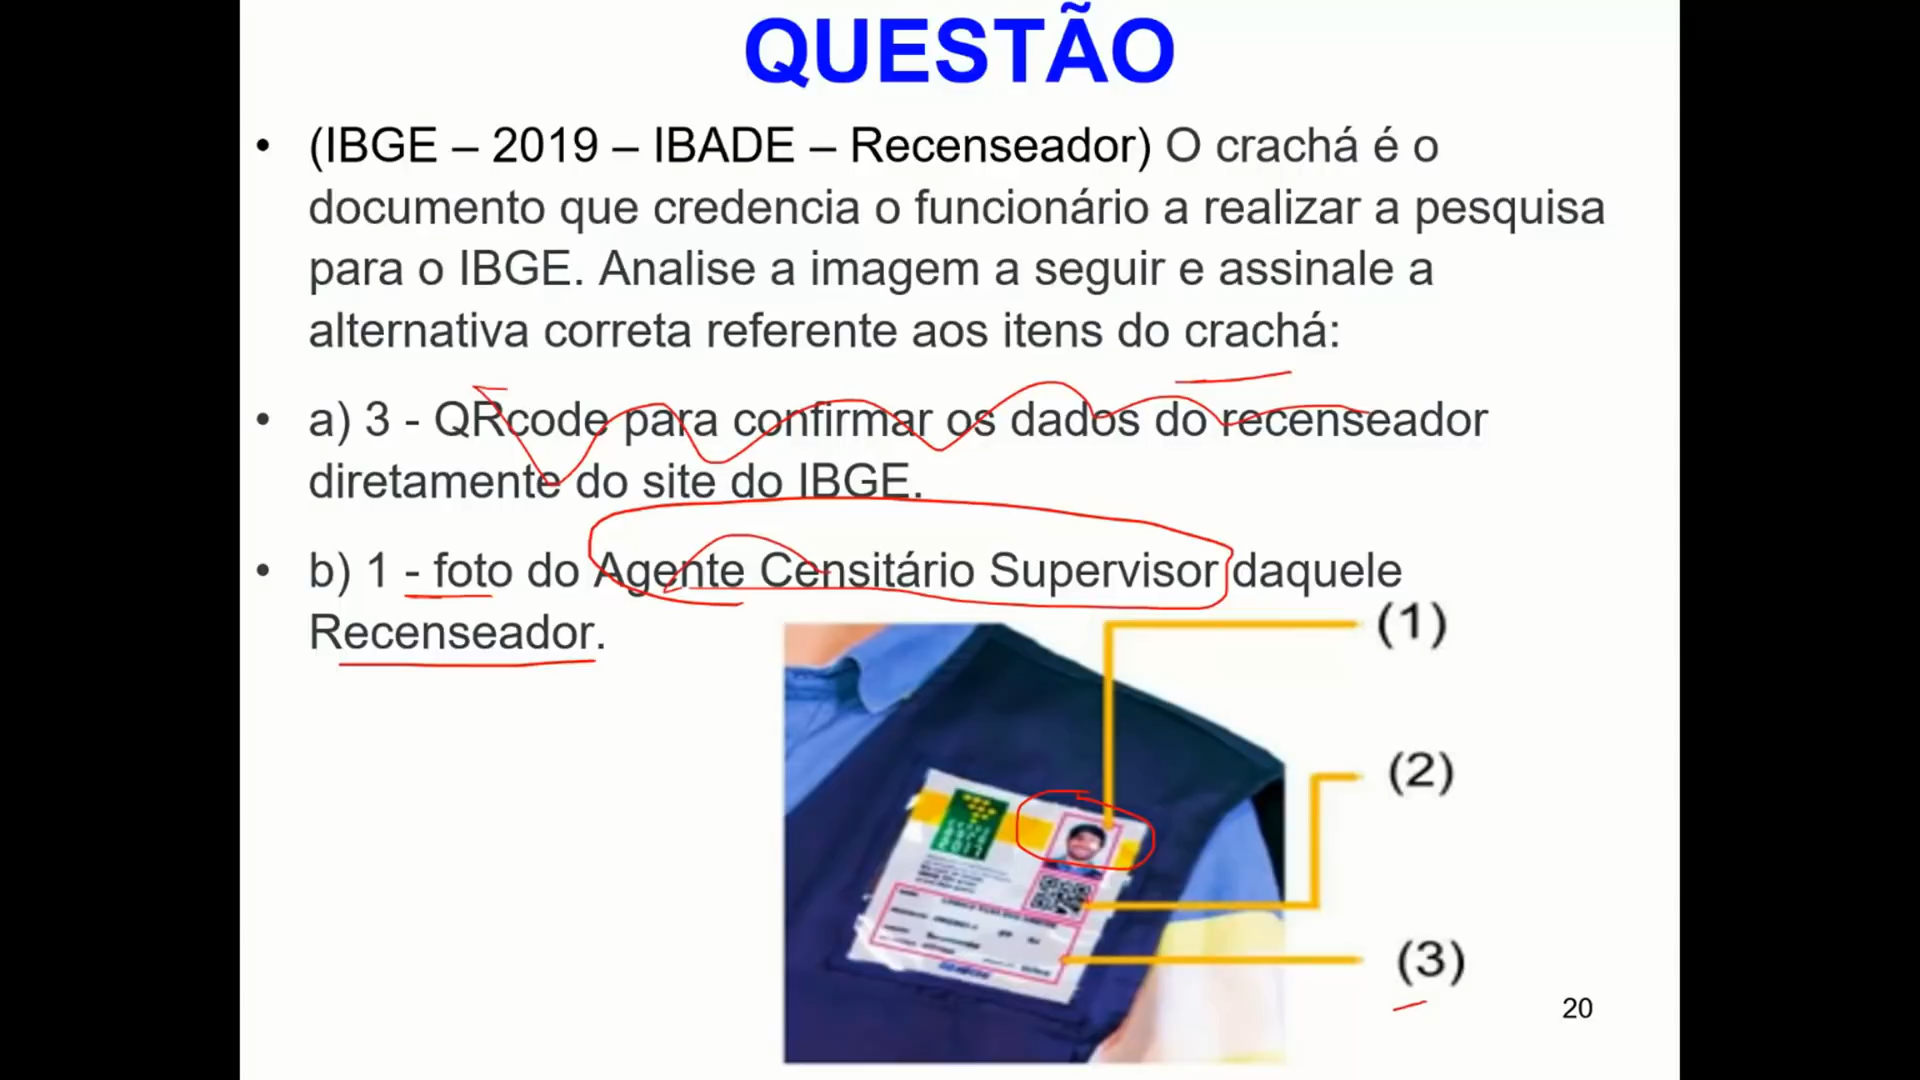 QUESTÃO
• (IBGE – 2019 – IBADE – Recenseador) O crachá é o
documento que credencia o funcionário a realizar a pesquisa
para o IBGE. Analise a imagem a seguir e assinale a
alternativa correta referente aos itens do crachá:
• a) 3 - QRcode para confirmar os dados do recenseador
diretamente do site do IBGE.
• b) 1 - foto do Agente Censitário Supervisor daquele
Recenseador.
(1)
(2)
(3)
20